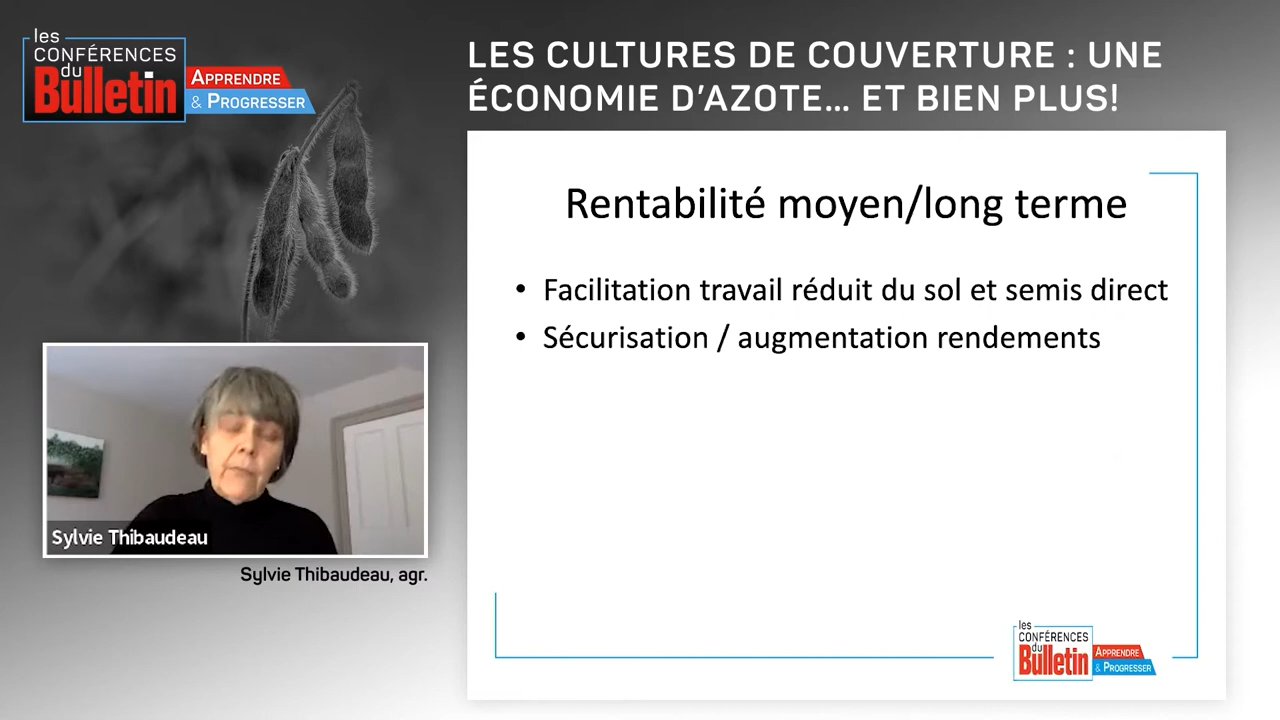 les
CONFÉRENCES
du
Bulletin
APPRENDRE
& PROGRESSER
LES CULTURES DE COUVERTURE : UNE
ÉCONOMIE D'AZOTE... ET BIEN PLUS!
Rentabilité moyen/long terme
• Facilitation travail réduit du sol et semis direct
• Sécurisation / augmentation rendements
Sylvie Thibaudeau
Sylvie Thibaudeau, agr.
les
CONFÉRENCES
du
Bulletin
APPRENDRE
& PROGRESSER